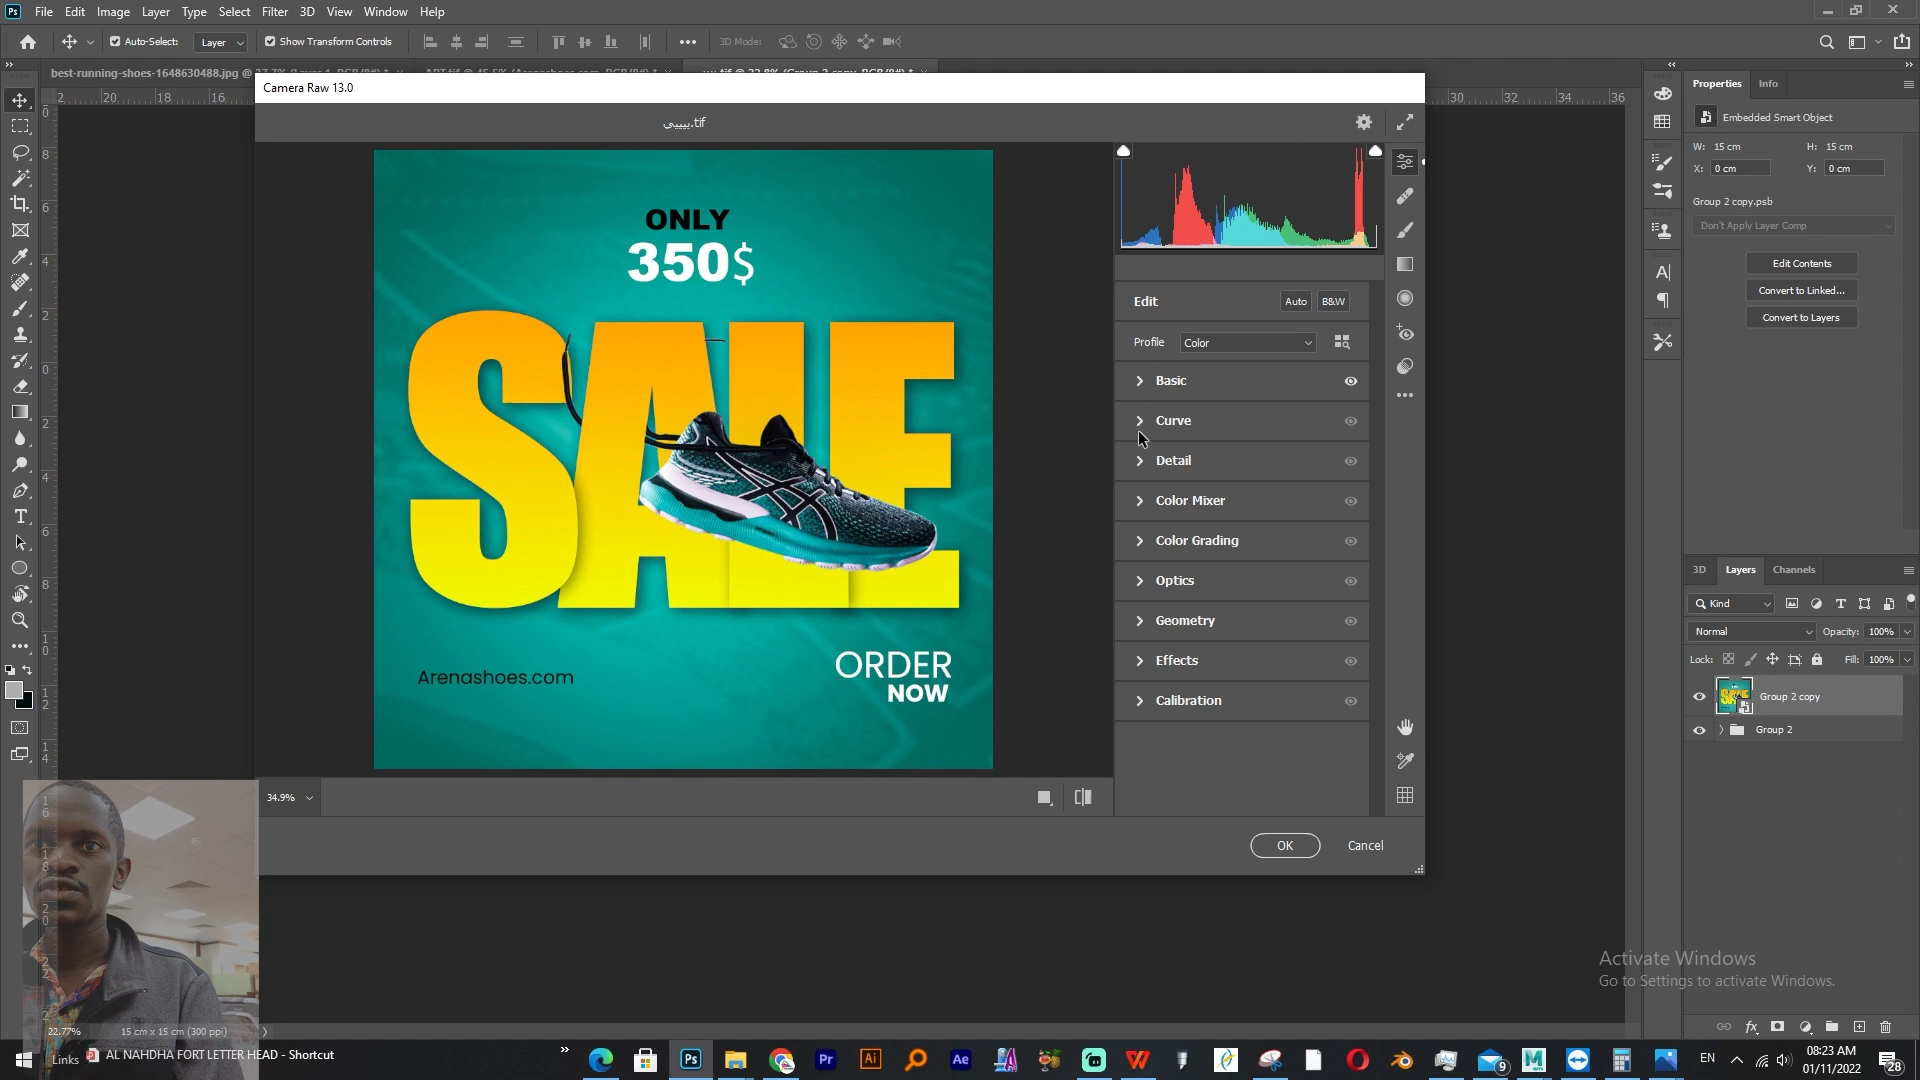 File Edit Image Layer Type Select Filter 3D View Window Help
Auto-Select: Layer Show Transform Controls 3D Mode:
best-running-shoes-1648630488.jpg @
Camera Raw 13.0
ييييي.tif
Edit Auto B&W
Profile Color
Basic
Curve
Detail
Color Mixer
Color Grading
Optics
Geometry
Effects
Calibration
ONLY
350$
SALE
Arenashoes.com
ORDER
NOW
34.9%
OK Cancel
Properties Info
Embedded Smart Object
W: 15 cm H: 15 cm
X: 0 cm Y: 0 cm
Group 2 copy.psb
Don't Apply Layer Comp
Edit Contents
Convert to Linked...
Convert to Layers
3D Layers Channels
Kind
Normal Opacity: 100%
Lock: Fill: 100%
Group 2 copy
Group 2
Activate Windows
Go to Settings to activate Windows.
22.77% 15 cm x 15 cm (300 ppi)
Links AL NAHDHA FORT LETTER HEAD - Shortcut
EN 08:23 AM
01/11/2022
28